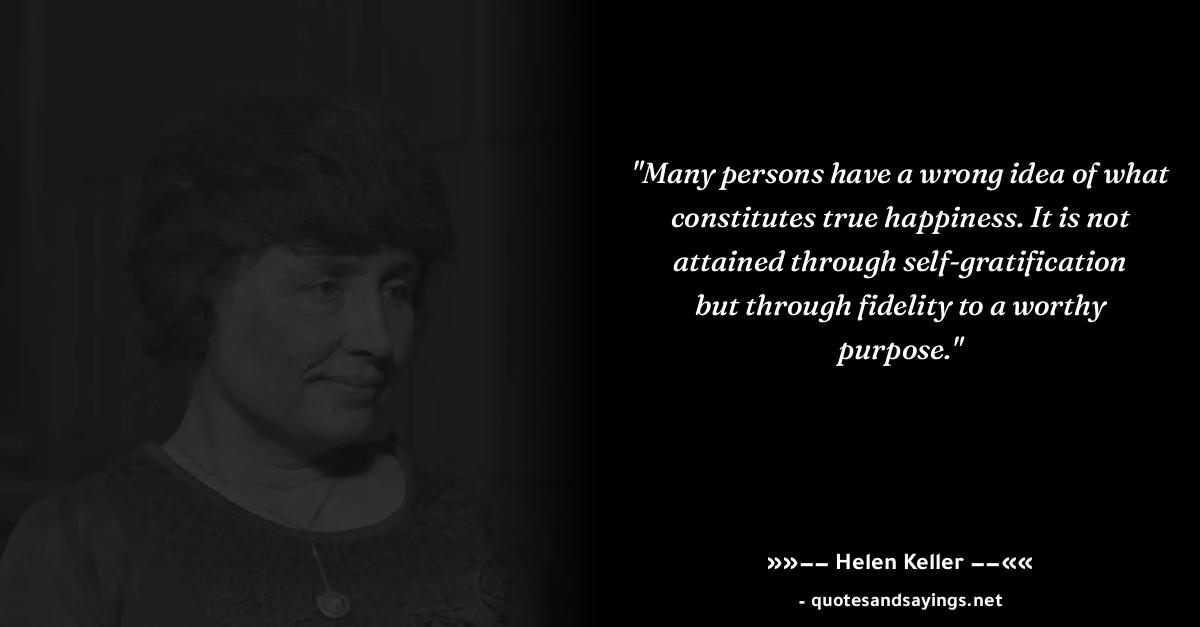 "Many persons have a wrong idea of what
constitutes true happiness. It is not
attained through self-gratification
but through fidelity to a worthy
purpose."
»»–– Helen Keller ––««
- quotesandsayings.net